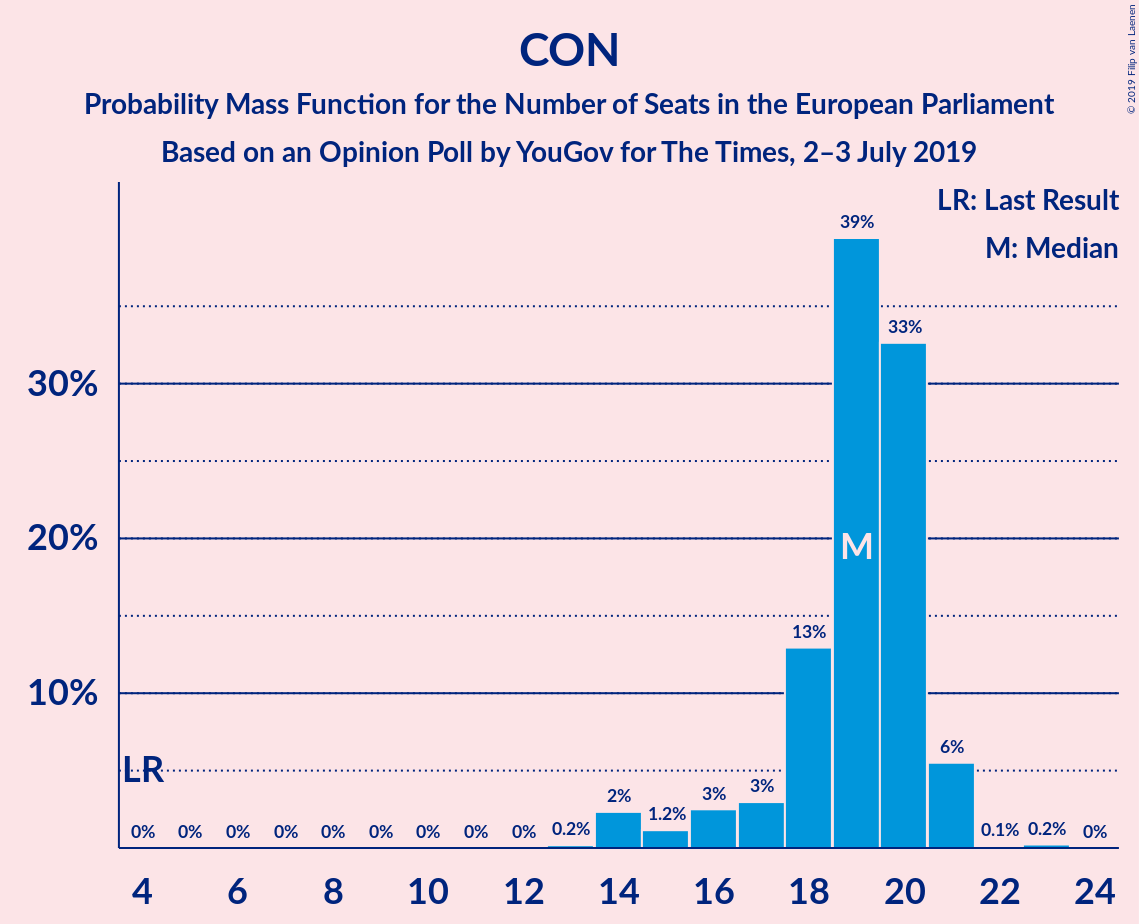 CON
Probability Mass Function for the Number of Seats in the European Parliament
Based on an Opinion Poll by YouGov for The Times, 2–3 July 2019
© 2019 Filip van Laenen
LR: Last Result
M: Median
39%
33%
30%
20%
M
13%
10%
LR
6%
0% 0% 0% 0% 0% 0% 0% 0% 0% 0.2% 2% 1.2% 3% 3% 0.1% 0.2% 0%
4 6 8 10 12 14 16 18 20 22 24